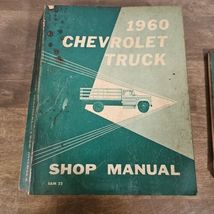 1960
CHEVROLET
TRUCK
SHOP MANUAL